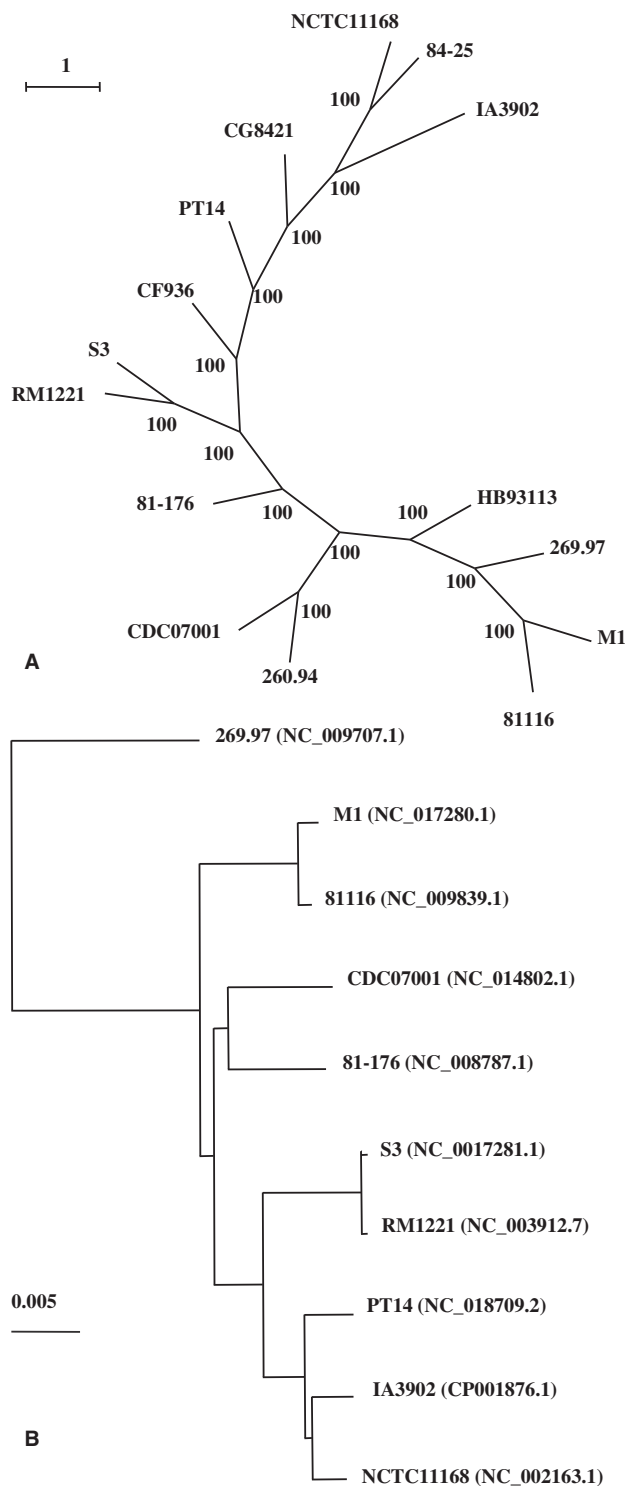 NCTC11168
84-25
1
100
IA3902
CG8421
100
PT14
100
CF936
100
S3
100
RM1221
100
100
81-176
HB93113
100
100
100
269.97
100
100
CDC07001
100
M1
A
260.94
81116
269.97 (NC_009707.1)
M1 (NC_017280.1)
81116 (NC_009839.1)
CDC07001 (NC_014802.1)
81-176 (NC_008787.1)
S3 (NC_0017281.1)
RM1221 (NC_003912.7)
0.005
PT14 (NC_018709.2)
IA3902 (CP001876.1)
B
NCTC11168 (NC_002163.1)